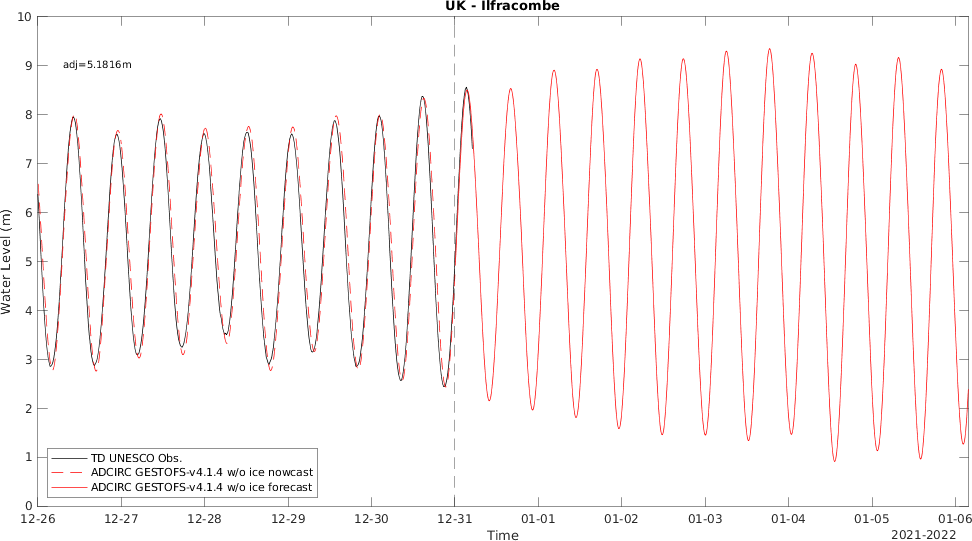 UK - Ilfracombe
10
9
8
7
6
5
4
3
2
1
0
Water Level (m)
adj=5.1816m
TD UNESCO Obs.
ADCIRC GESTOFS-v4.1.4 w/o ice nowcast
ADCIRC GESTOFS-v4.1.4 w/o ice forecast
12-26 12-27 12-28 12-29 12-30 12-31 01-01 01-02 01-03 01-04 01-05 01-06
Time
2021-2022